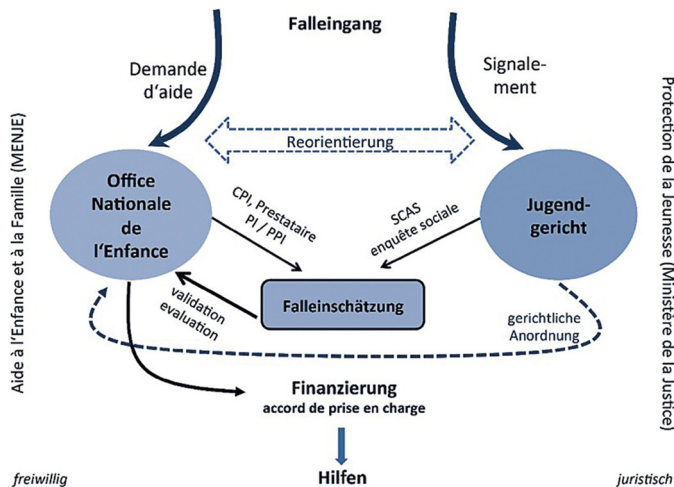 Falleingang
Demande
d'aide
Signale-
ment
Aide à l'Enfance et à la Famille (MENJE)
Protection de la Jeunesse (Ministère de la Justice)
Reorientierung
Office
Nationale
de
l'Enfance
CPI, Prestataire
PI / PPI
SCAS
enquête sociale
Jugend-
gericht
Falleinschätzung
validation
evaluation
gerichtliche
Anordnung
Finanzierung
accord de prise en charge
Hilfen
freiwillig
juristisch